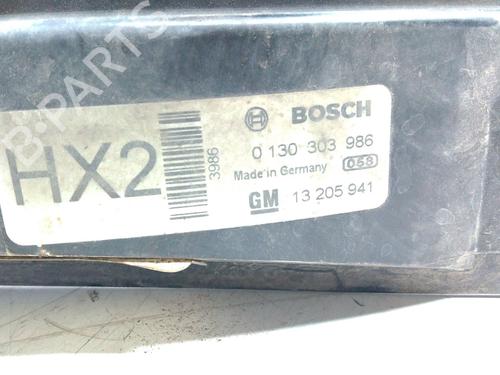 B-PARTS
HX2
3986
BOSCH
0 130 303 986
Made in Germany 058
GM 13 205 941